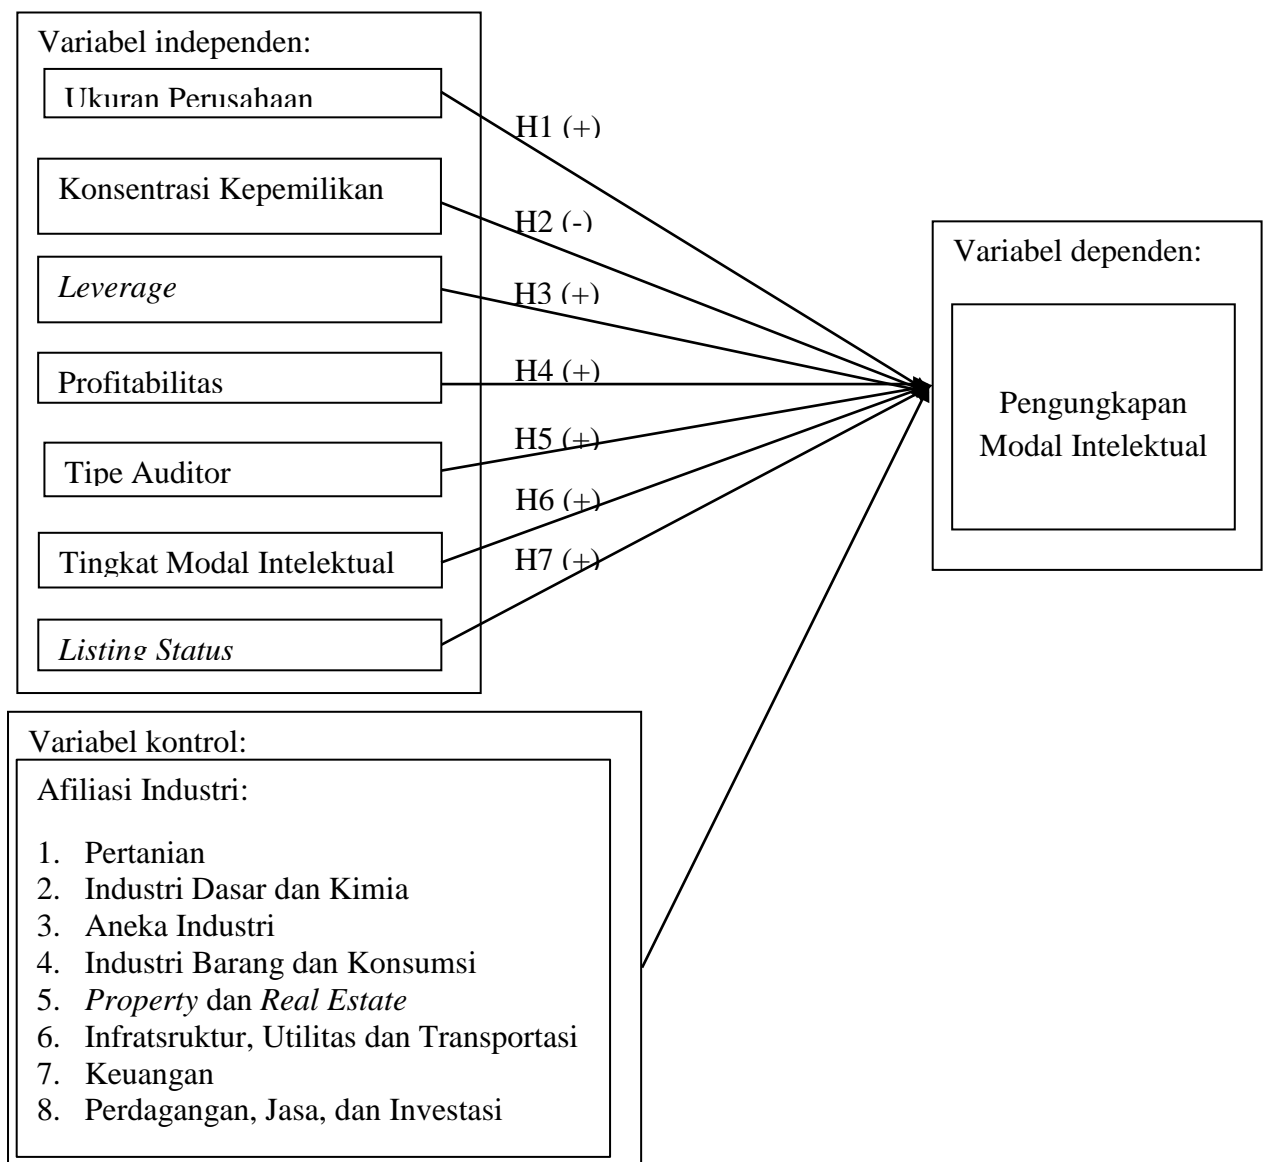 Variabel independen:
Ukuran Perusahaan
H1 (+)
Konsentrasi Kepemilikan
H2 (-)
Leverage
H3 (+)
Profitabilitas
H4 (+)
Tipe Auditor
H5 (+)
Tingkat Modal Intelektual
H6 (+)
Listing Status
H7 (+)
Variabel dependen:
Pengungkapan
Modal Intelektual
Variabel kontrol:
Afiliasi Industri:
1. Pertanian
2. Industri Dasar dan Kimia
3. Aneka Industri
4. Industri Barang dan Konsumsi
5. Property dan Real Estate
6. Infratsruktur, Utilitas dan Transportasi
7. Keuangan
8. Perdagangan, Jasa, dan Investasi